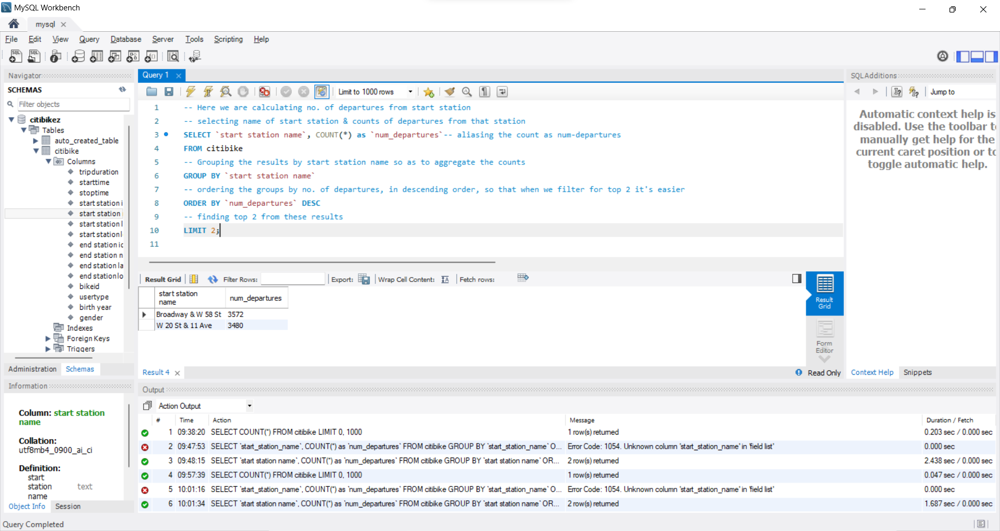 MySQL Workbench
mysql
File Edit View Query Database Server Tools Scripting Help
Navigator
SCHEMAS
Filter objects
citibikez
Tables
auto_created_table
citibike
Columns
tripduration
starttime
stoptime
start station i
start station
start station l
start station l
end station ic
end station n
end station la
end station lo
bikeid
usertype
birth year
gender
Indexes
Foreign Keys
Triggers
Administration Schemas
Information
Column: start station
name
Collation:
utf8mb4_0900_ai_ci
Definition:
start
station text
name
Object Info Session
Query Completed
Query 1
Limit to 1000 rows
1 -- Here we are calculating no. of departures from start station
2 -- selecting name of start station & counts of departures from that station
3 SELECT `start station name`, COUNT(*) as `num_departures`-- aliasing the count as num-departures
4 FROM citibike
5 -- Grouping the results by start station name so as to aggregate the counts
6 GROUP BY `start station name`
7 -- ordering the groups by no. of departures, in descending order, so that when we filter for top 2 it's easier
8 ORDER BY `num_departures` DESC
9 -- finding top 2 from these results
10 LIMIT 2;
11
Result Grid Filter Rows: Export: Wrap Cell Content: Fetch rows:
start station
name num_departures
Broadway & W 58 St 3572
W 20 St & 11 Ave 3480
Result
Grid
Form
Editor
Result 4
Read Only
SQLAdditions
Jump to
Automatic context help is
disabled. Use the toolbar t
manually get help for the
current caret position or to
toggle automatic help.
Context Help Snippets
Output
Action Output
# Time Action Message Duration / Fetch
1 09:38:20 SELECT COUNT(*) FROM citibike LIMIT 0, 1000 1 row(s) returned 0.203 sec / 0.000 sec
2 09:47:53 SELECT `start_station_name`, COUNT(*) as `num_departures` FROM citibike GROUP BY `start_station_name` O... Error Code: 1054. Unknown column 'start_station_name' in 'field list' 0.000 sec
3 09:48:15 SELECT `start station name`, COUNT(*) as `num_departures` FROM citibike GROUP BY `start station name` OR... 2 row(s) returned 2.438 sec / 0.000 sec
4 09:57:39 SELECT COUNT(*) FROM citibike LIMIT 0, 1000 1 row(s) returned 0.047 sec / 0.000 sec
5 10:01:16 SELECT `start_station_name`, COUNT(*) as `num_departures` FROM citibike GROUP BY `start_station_name` O... Error Code: 1054. Unknown column 'start_station_name' in 'field list' 0.000 sec
6 10:01:34 SELECT `start station name`, COUNT(*) as `num_departures` FROM citibike GROUP BY `start station name` OR... 2 row(s) returned 1.687 sec / 0.000 sec